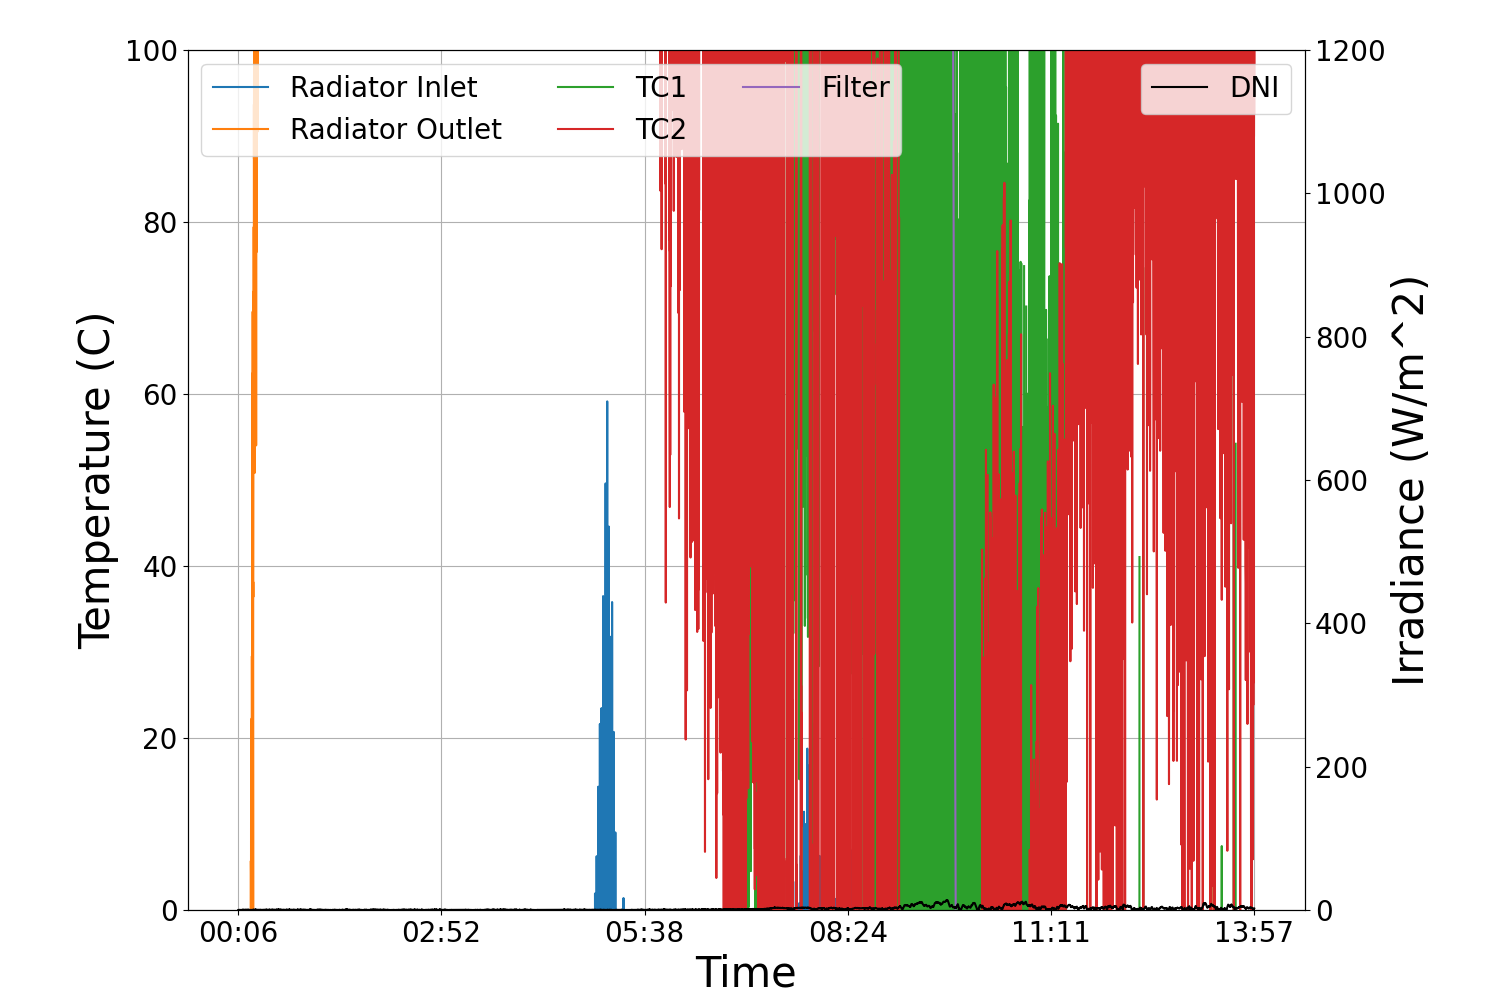 Radiator Inlet
Radiator Outlet
TC1
TC2
Filter
DNI
100
80
60
40
20
0
Temperature (C)
1200
1000
800
600
400
200
0
Irradiance (W/m^2)
00:06 02:52 05:38 08:24 11:11 13:57
Time